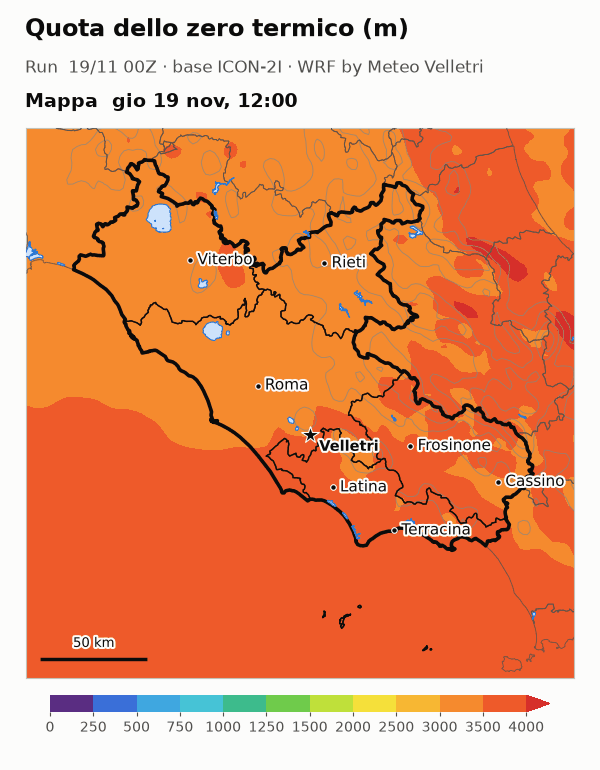 Quota dello zero termico (m)
Run  19/11 00Z · base ICON-2I · WRF by Meteo Velletri
Mappa  gio 19 nov, 12:00
Viterbo
Rieti
Roma
Velletri
Frosinone
Cassino
Latina
Terracina
50 km
0 250 500 750 1000 1250 1500 2000 2500 3000 3500 4000